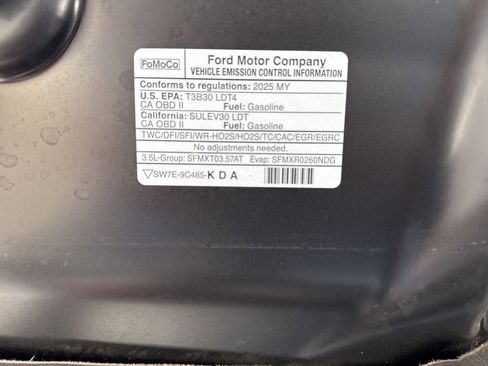 FoMoCo
Ford Motor Company
VEHICLE EMISSION CONTROL INFORMATION
Conforms to regulations: 2025 MY
U.S. EPA: T3B30 LDT4
CA OBD II Fuel: Gasoline
California: SULEV30 LDT
CA OBD II Fuel: Gasoline
TWC/DFI/SFI/WR-HO2S/HO2S/TC/CAC/EGR/EGRC
No adjustments needed.
3.5L-Group: SFMXT03.57AT Evap: SFMXR0260NDG
SW7E-9C485-KDA